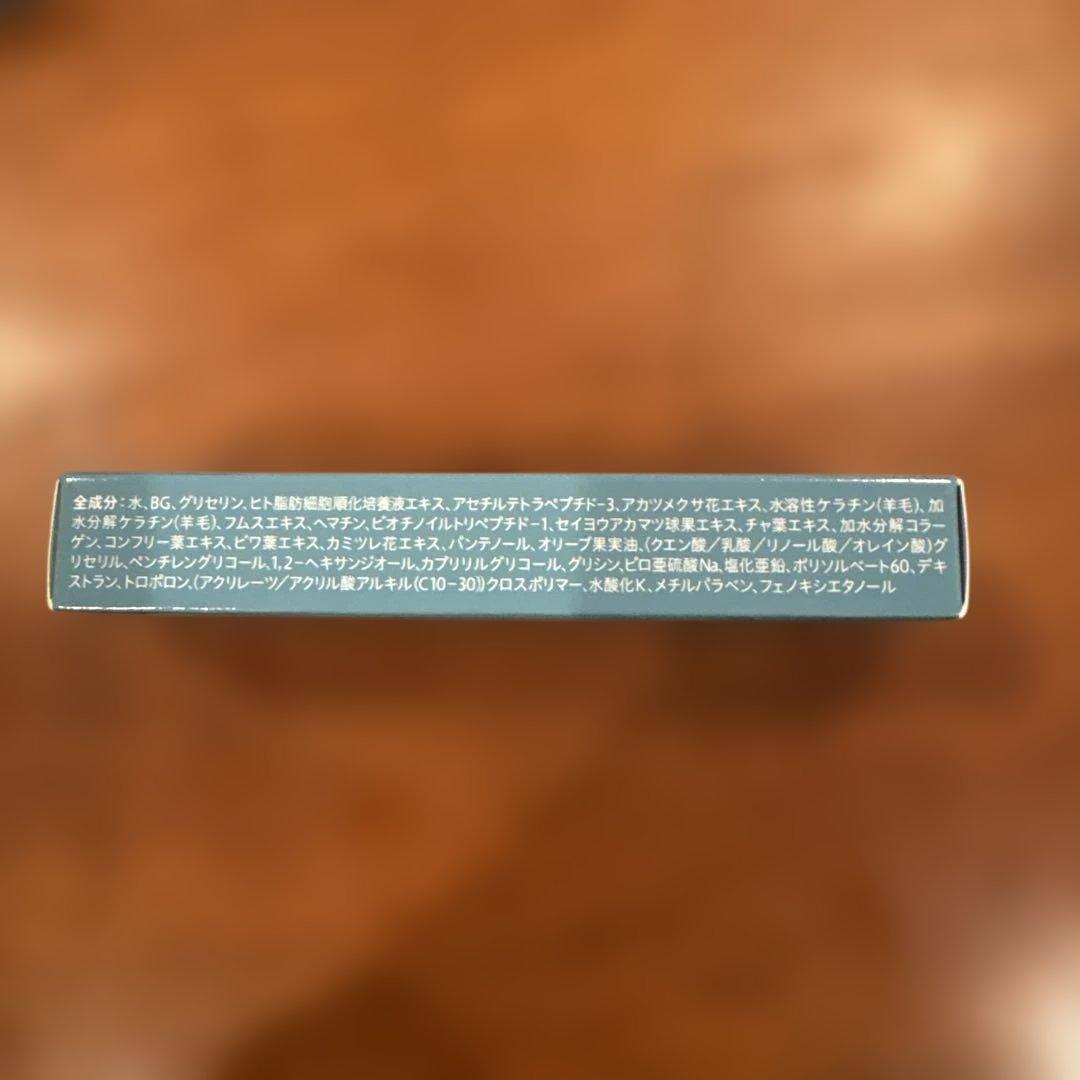 全成分：水、BG、グリセリン、ヒト脂肪細胞順化培養液エキス、アセチルテトラペプチド-3、アカツメクサ花エキス、水溶性ケラチン(羊毛)、加
水分解ケラチン(羊毛)、フムスエキス、ヘマチン、ビオチノイルトリペプチド-1、セイヨウアカマツ球果エキス、チャ葉エキス、加水分解コラー
ゲン、コンフリー葉エキス、ビワ葉エキス、カミツレ花エキス、パンテノール、オリーブ果実油、(クエン酸／乳酸／リノール酸／オレイン酸)グ
リセリル、ペンチレングリコール、1,2-ヘキサンジオール、カプリリルグリコール、グリシン、ピロ亜硫酸Na、塩化亜鉛、ポリソルベート60、デキ
ストラン、トロポロン、(アクリレーツ／アクリル酸アルキル(C10-30))クロスポリマー、水酸化K、メチルパラベン、フェノキシエタノール